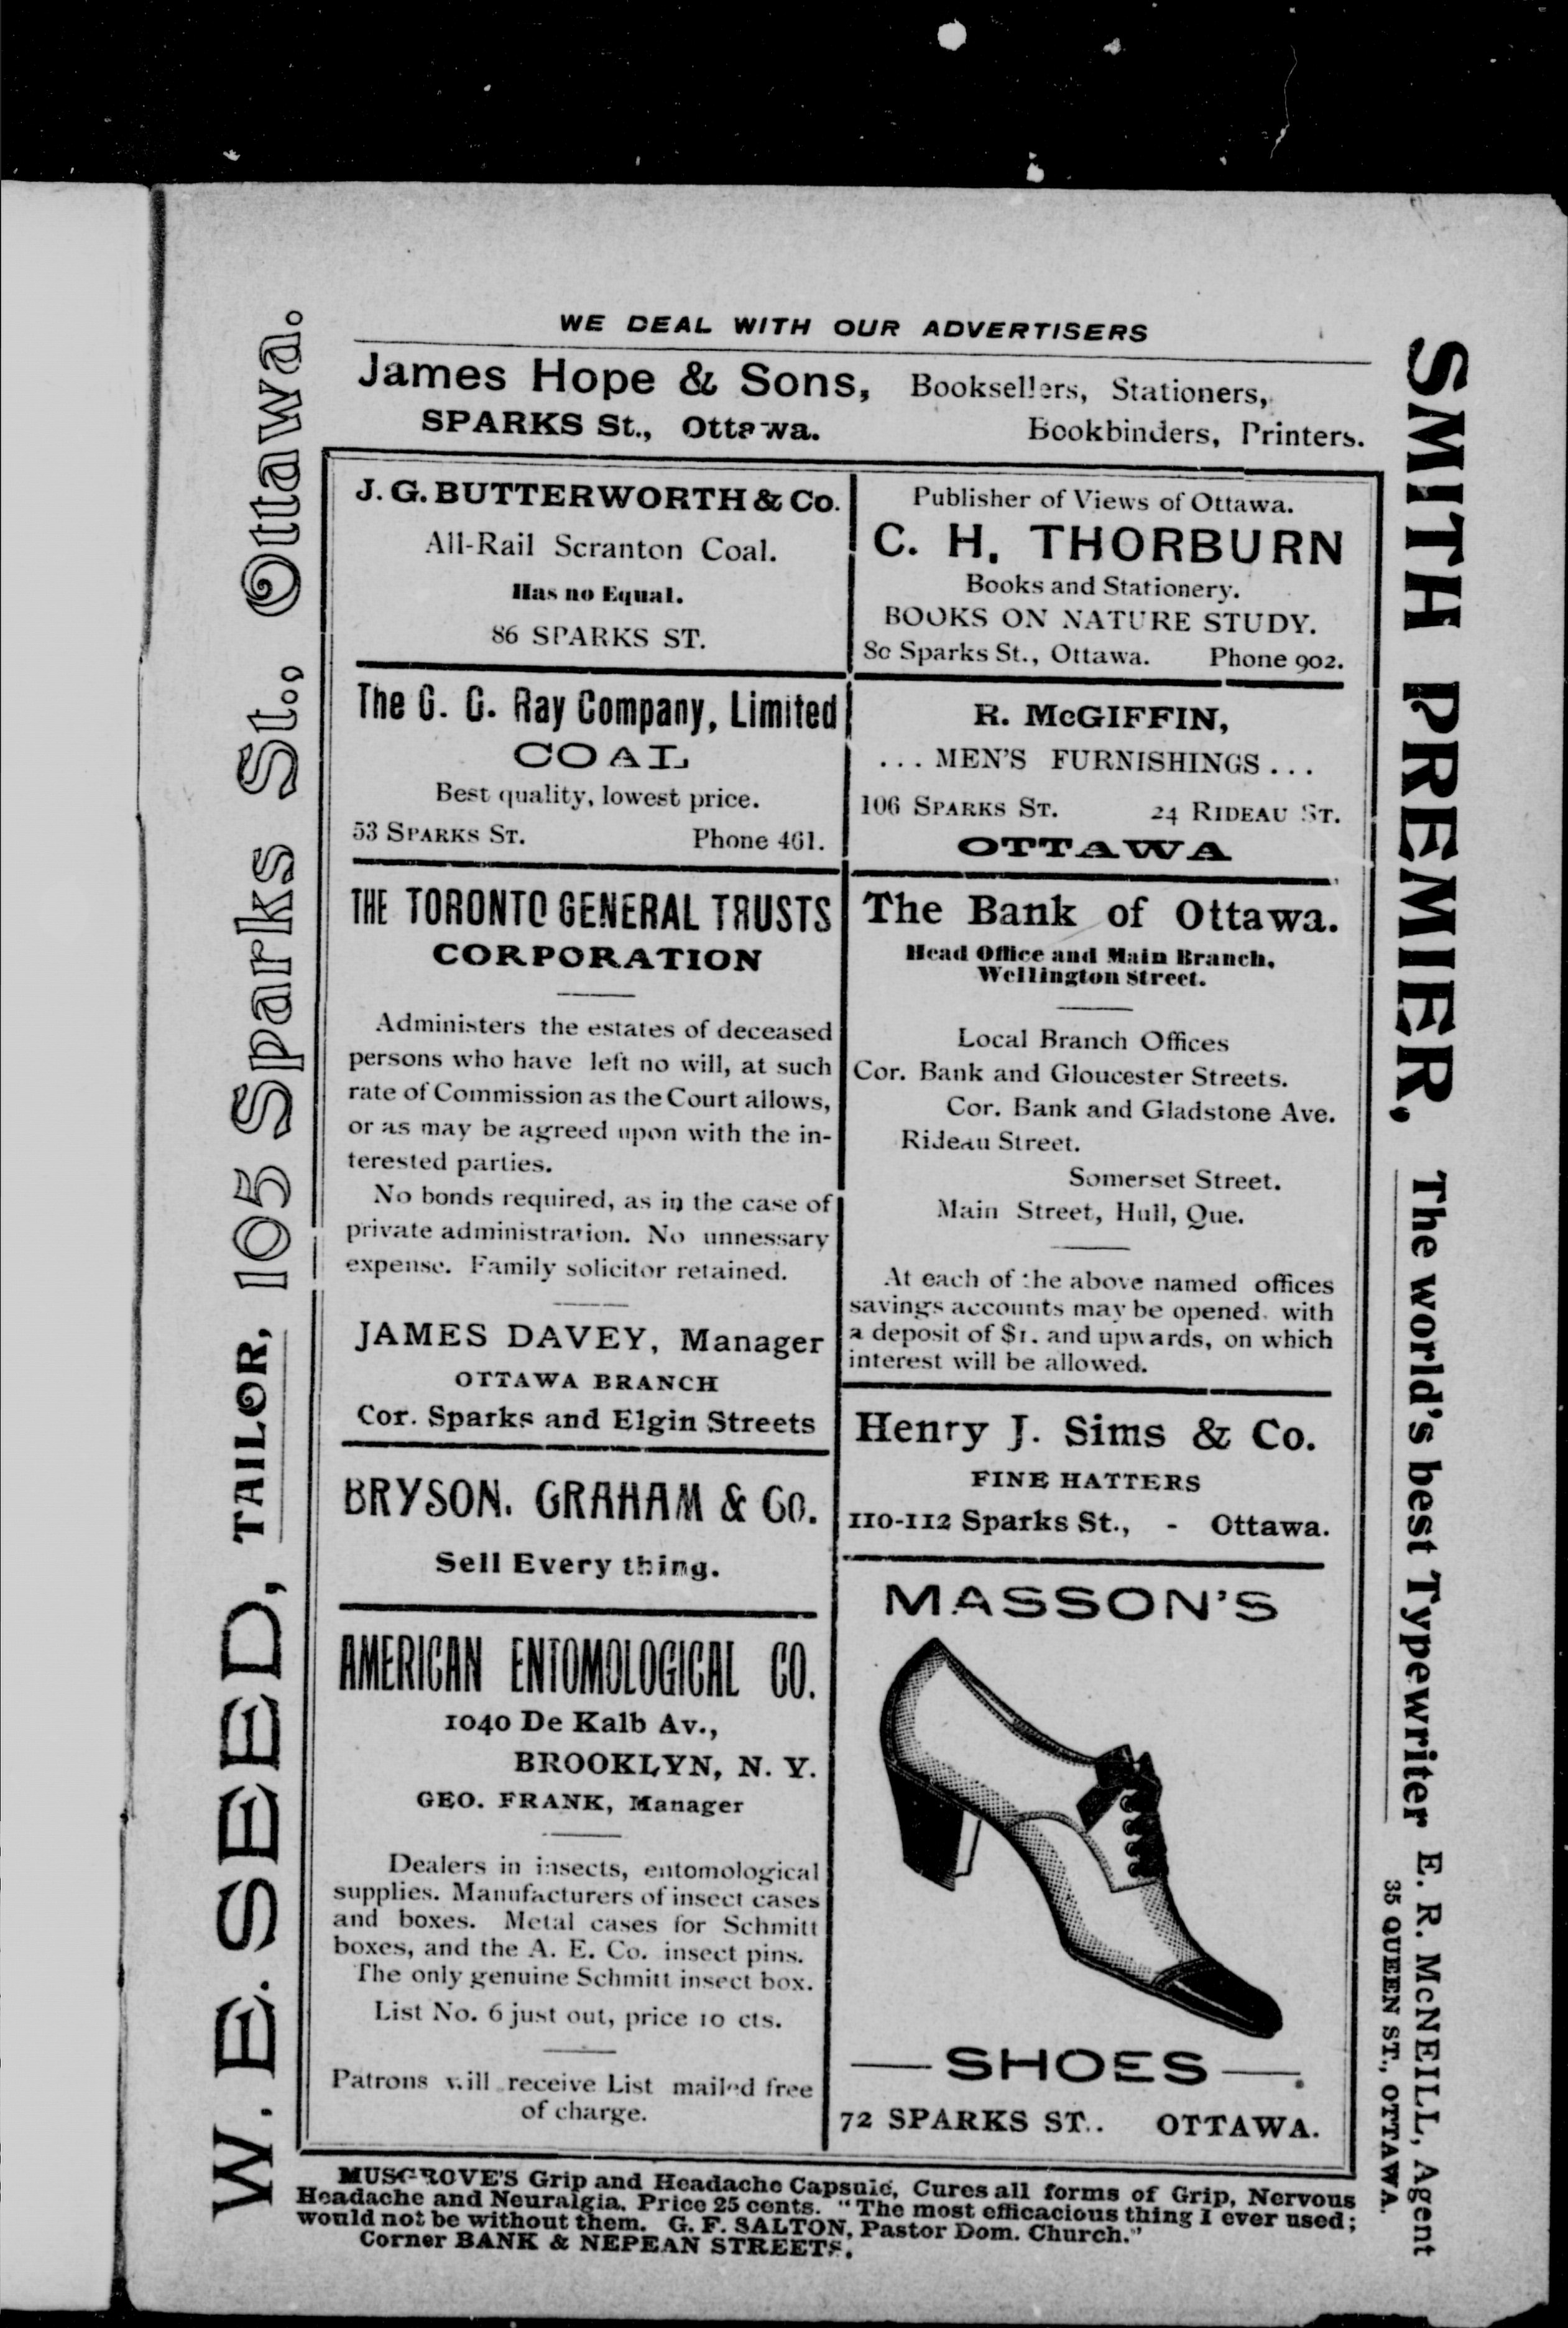 WE DEAL WITH OUR ADVERTISERS
James Hope & Sons, Booksellers, Stationers,
SPARKS St., Ottawa. Bookbinders, Printers.
J. G. BUTTERWORTH & Co.
All-Rail Scranton Coal.
Has no Equal.
86 SPARKS ST.
Publisher of Views of Ottawa.
C. H. THORBURN
Books and Stationery.
BOOKS ON NATURE STUDY.
80 Sparks St., Ottawa. Phone 902.
The C. C. Ray Company, Limited
COAL
Best quality, lowest price.
53 SPARKS ST. Phone 461.
R. McGIFFIN,
... MEN'S FURNISHINGS ...
106 SPARKS ST. 24 RIDEAU ST.
OTTAWA
THE TORONTO GENERAL TRUSTS
CORPORATION
Administers the estates of deceased
persons who have left no will, at such
rate of Commission as the Court allows,
or as may be agreed upon with the in-
terested parties.
No bonds required, as in the case of
private administration. No unnessary
expense. Family solicitor retained.
JAMES DAVEY, Manager
OTTAWA BRANCH
Cor. Sparks and Elgin Streets
The Bank of Ottawa.
Head Office and Main Branch,
Wellington street.
Local Branch Offices
Cor. Bank and Gloucester Streets.
Cor. Bank and Gladstone Ave.
Rideau Street.
Somerset Street.
Main Street, Hull, Que.
At each of the above named offices
savings accounts may be opened. with
a deposit of $1. and upwards, on which
interest will be allowed.
BRYSON, GRAHAM & Co.
Sell Every thing.
Henry J. Sims & Co.
FINE HATTERS
110-112 Sparks St., - Ottawa.
AMERICAN ENTOMOLOGICAL CO.
1040 De Kalb Av.,
BROOKLYN, N. Y.
GEO. FRANK, Manager
Dealers in insects, entomological
supplies. Manufacturers of insect cases
and boxes. Metal cases for Schmitt
boxes, and the A. E. Co. insect pins.
The only genuine Schmitt insect box.
List No. 6 just out, price 10 cts.
Patrons will receive List mailed free
of charge.
MASSON'S
SHOES
72 SPARKS ST.. OTTAWA.
MUSGROVE'S Grip and Headache Capsule, Cures all forms of Grip, Nervous
Headache and Neuralgia. Price 25 cents. "The most efficacious thing I ever used;
would not be without them. G. F. SALTON, Pastor Dom. Church."
Corner BANK & NEPEAN STREETS.
W. E. SEED, TAILOR, 105 Sparks St., Ottawa.
SMITH PREMIER, The world's best Typewriter E. R. McNEILL, Agent
35 QUEEN ST., OTTAWA.